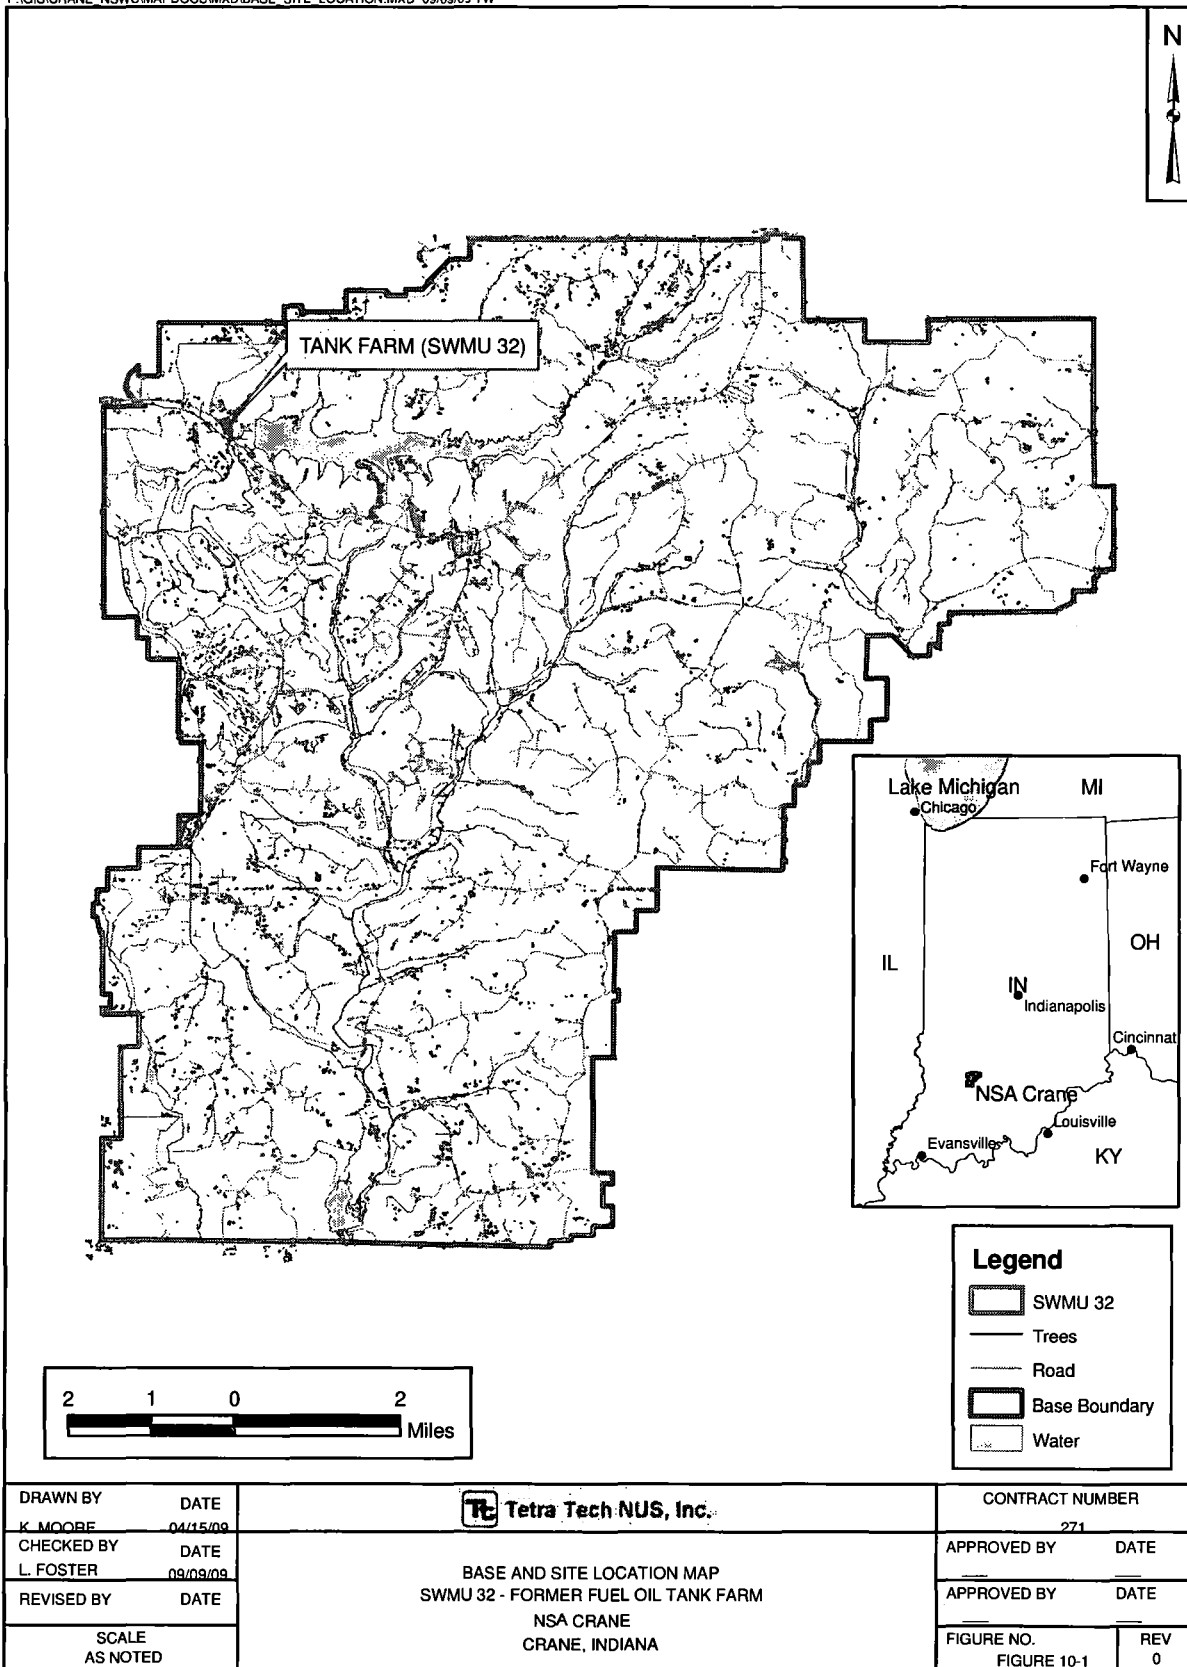 N
TANK FARM (SWMU 32)
Lake Michigan
MI
Chicago
Fort Wayne
IL
OH
IN
Indianapolis
Cincinnat
NSA Crane
Louisville
Evansville
KY
Legend
SWMU 32
Trees
Road
Base Boundary
Water
2 1 0 2
Miles
DRAWN BY DATE
K. MOORE 04/15/09
CHECKED BY DATE
L. FOSTER 09/09/09
REVISED BY DATE
SCALE
AS NOTED
Tt Tetra Tech NUS, Inc.
BASE AND SITE LOCATION MAP
SWMU 32 - FORMER FUEL OIL TANK FARM
NSA CRANE
CRANE, INDIANA
CONTRACT NUMBER
271
APPROVED BY DATE
APPROVED BY DATE
FIGURE NO. REV
FIGURE 10-1 0